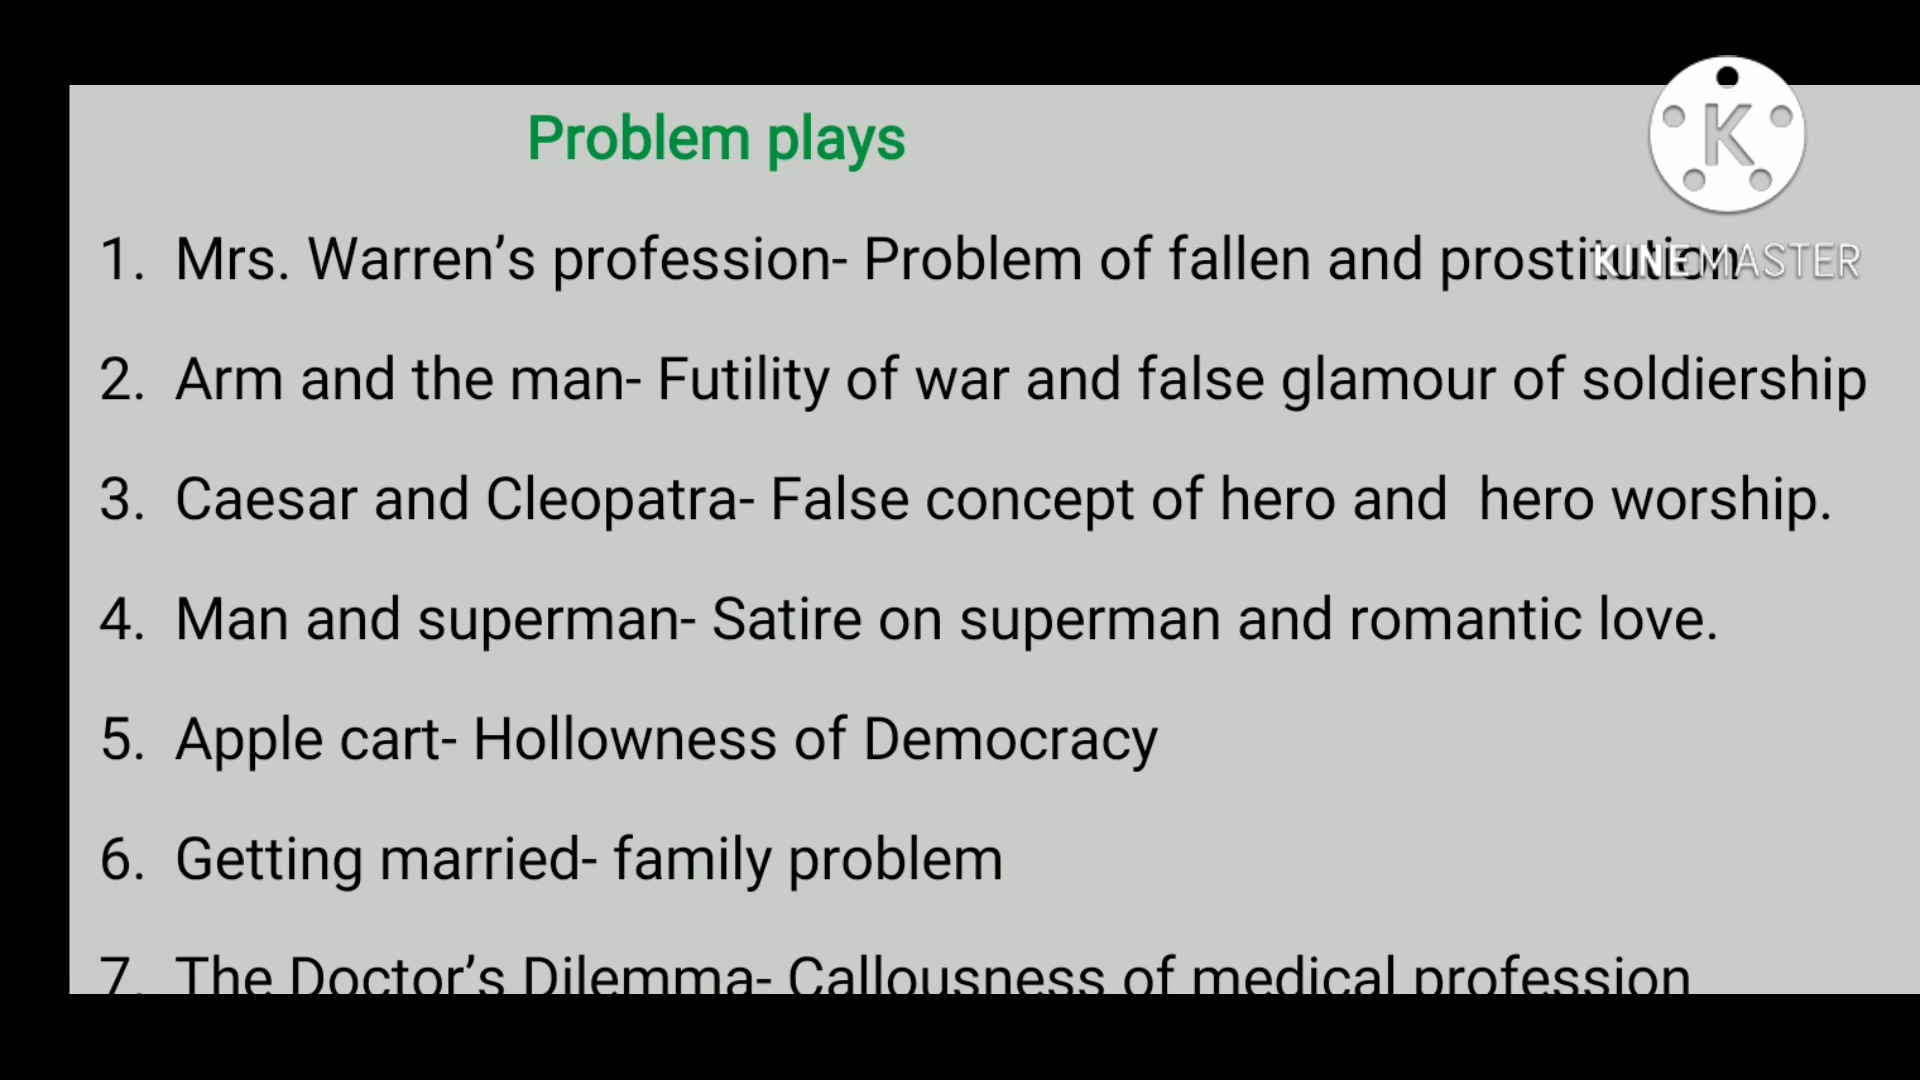 Problem plays
1. Mrs. Warren’s profession- Problem of fallen and prostitution
KINEMASTER
2. Arm and the man- Futility of war and false glamour of soldiership
3. Caesar and Cleopatra- False concept of hero and hero worship.
4. Man and superman- Satire on superman and romantic love.
5. Apple cart- Hollowness of Democracy
6. Getting married- family problem
7. The Doctor’s Dilemma- Callousness of medical profession